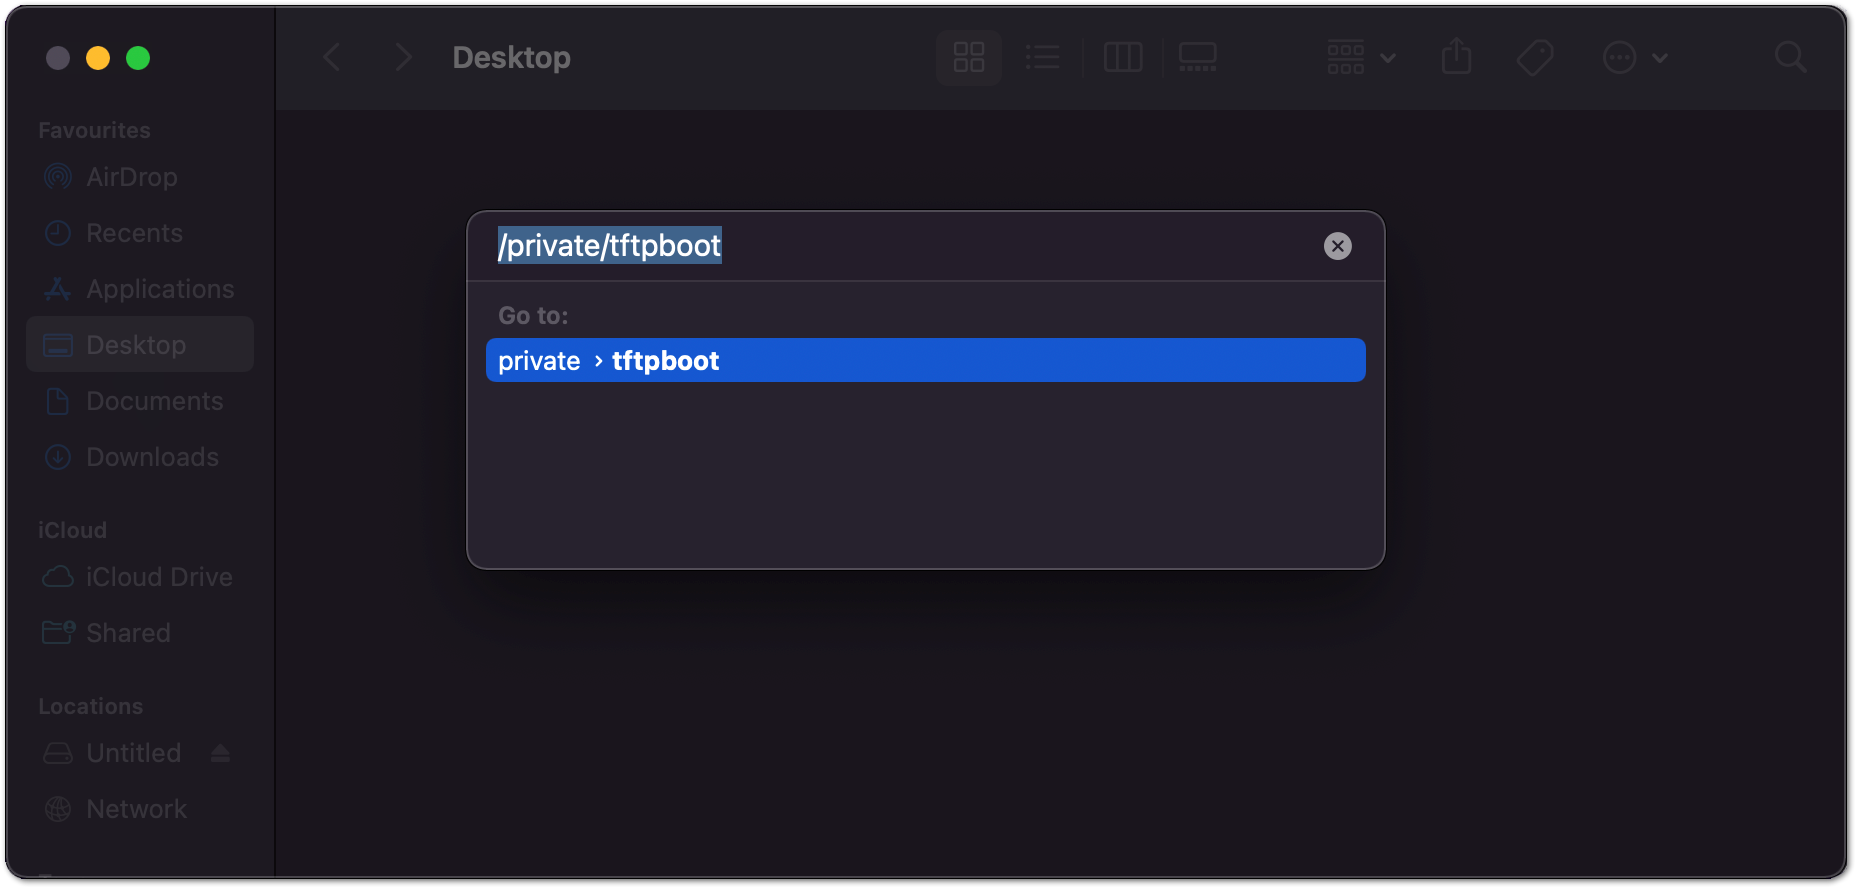 Desktop
Favourites
AirDrop
Recents
Applications
Desktop
Documents
Downloads
iCloud
iCloud Drive
Shared
Locations
Untitled
Network
/private/tftpboot
Go to:
private › tftpboot